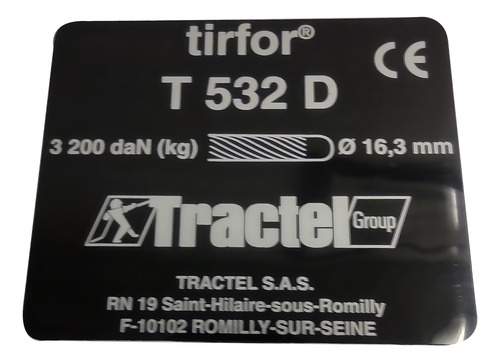 tirfor®
CE
T 532 D
3 200 daN (kg) Ø 16,3 mm
Tractel Group
TRACTEL S.A.S.
RN 19 Saint-Hilaire-sous-Romilly
F-10102 ROMILLY-SUR-SEINE